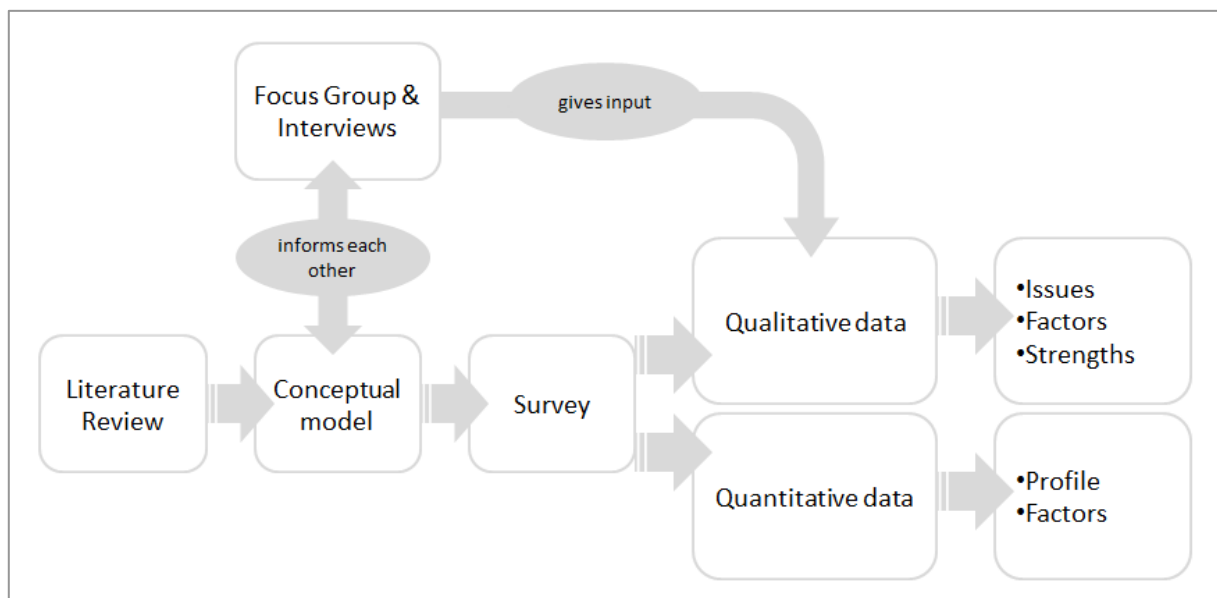 Focus Group &
Interviews
gives input
informs each
other
Literature
Review
Conceptual
model
Survey
Qualitative data
•Issues
•Factors
•Strengths
Quantitative data
•Profile
•Factors